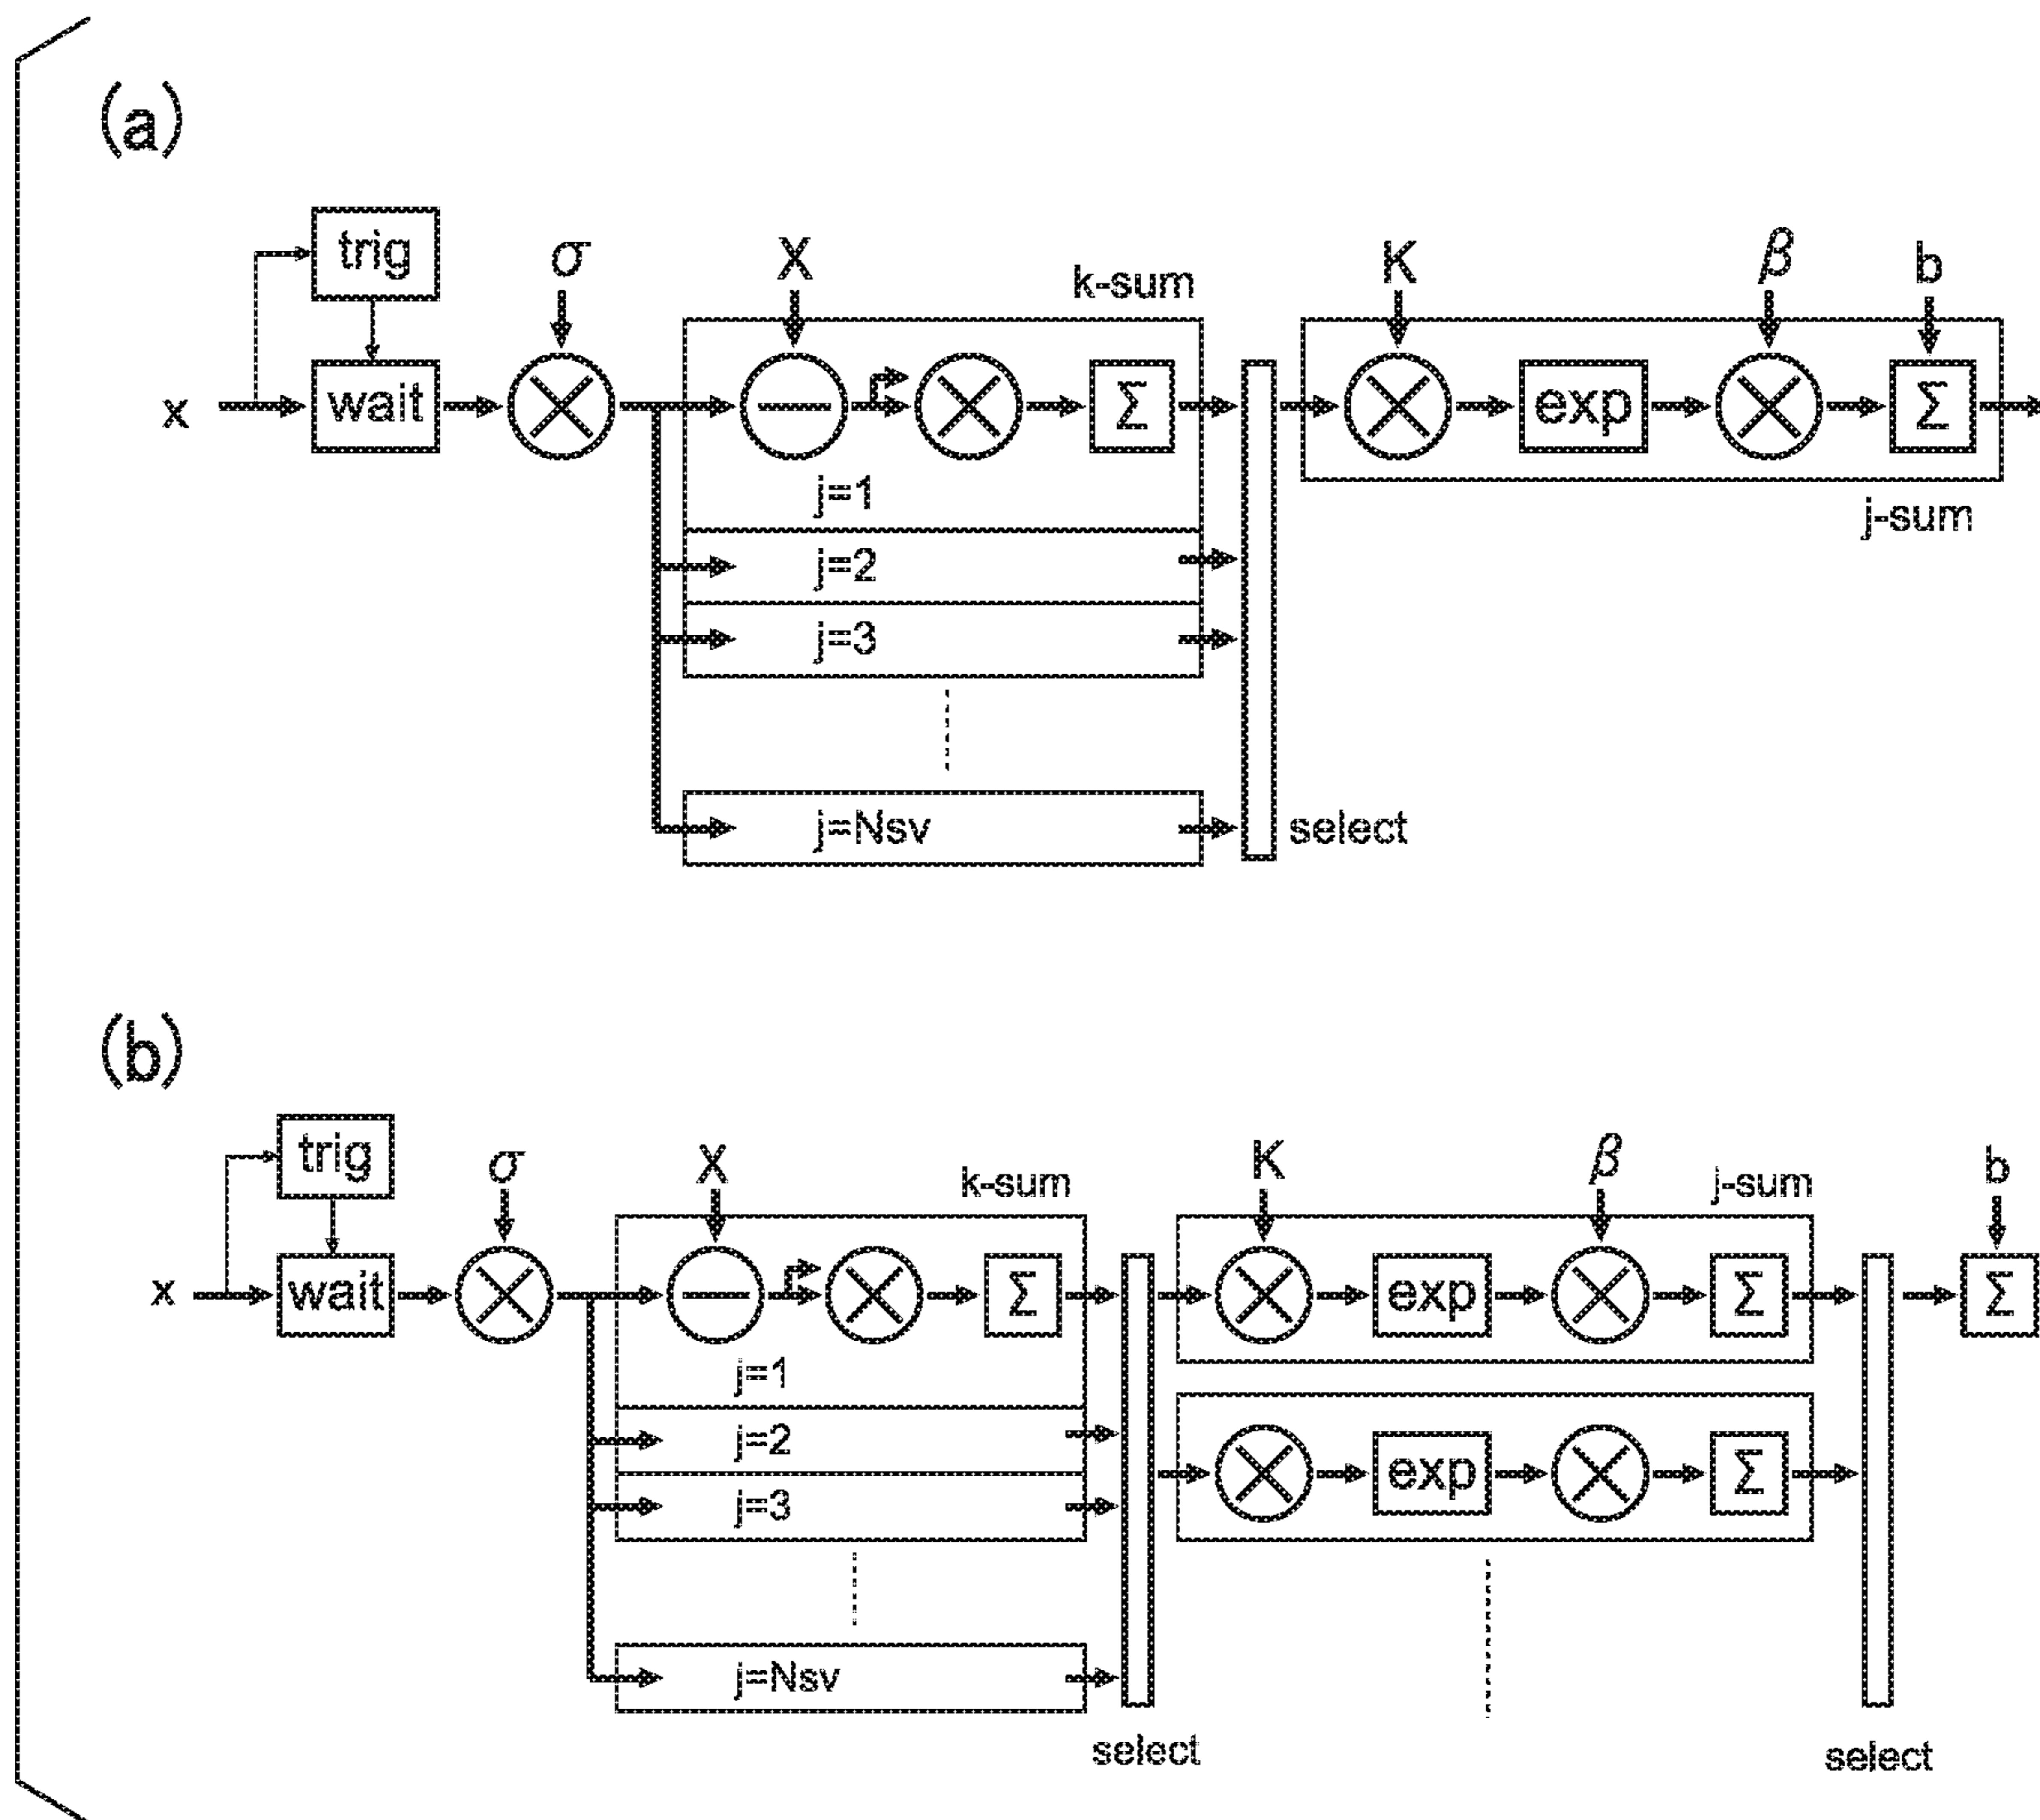 (a)
trig
σ
X
k-sum
K
β
b
x
wait
exp
Σ
Σ
j=1
j-sum
j=2
j=3
j=Nsv
select
(b)
trig
σ
X
k-sum
K
β
j-sum
b
x
wait
Σ
exp
Σ
Σ
j=1
j=2
exp
Σ
j=3
j=Nsv
select
select